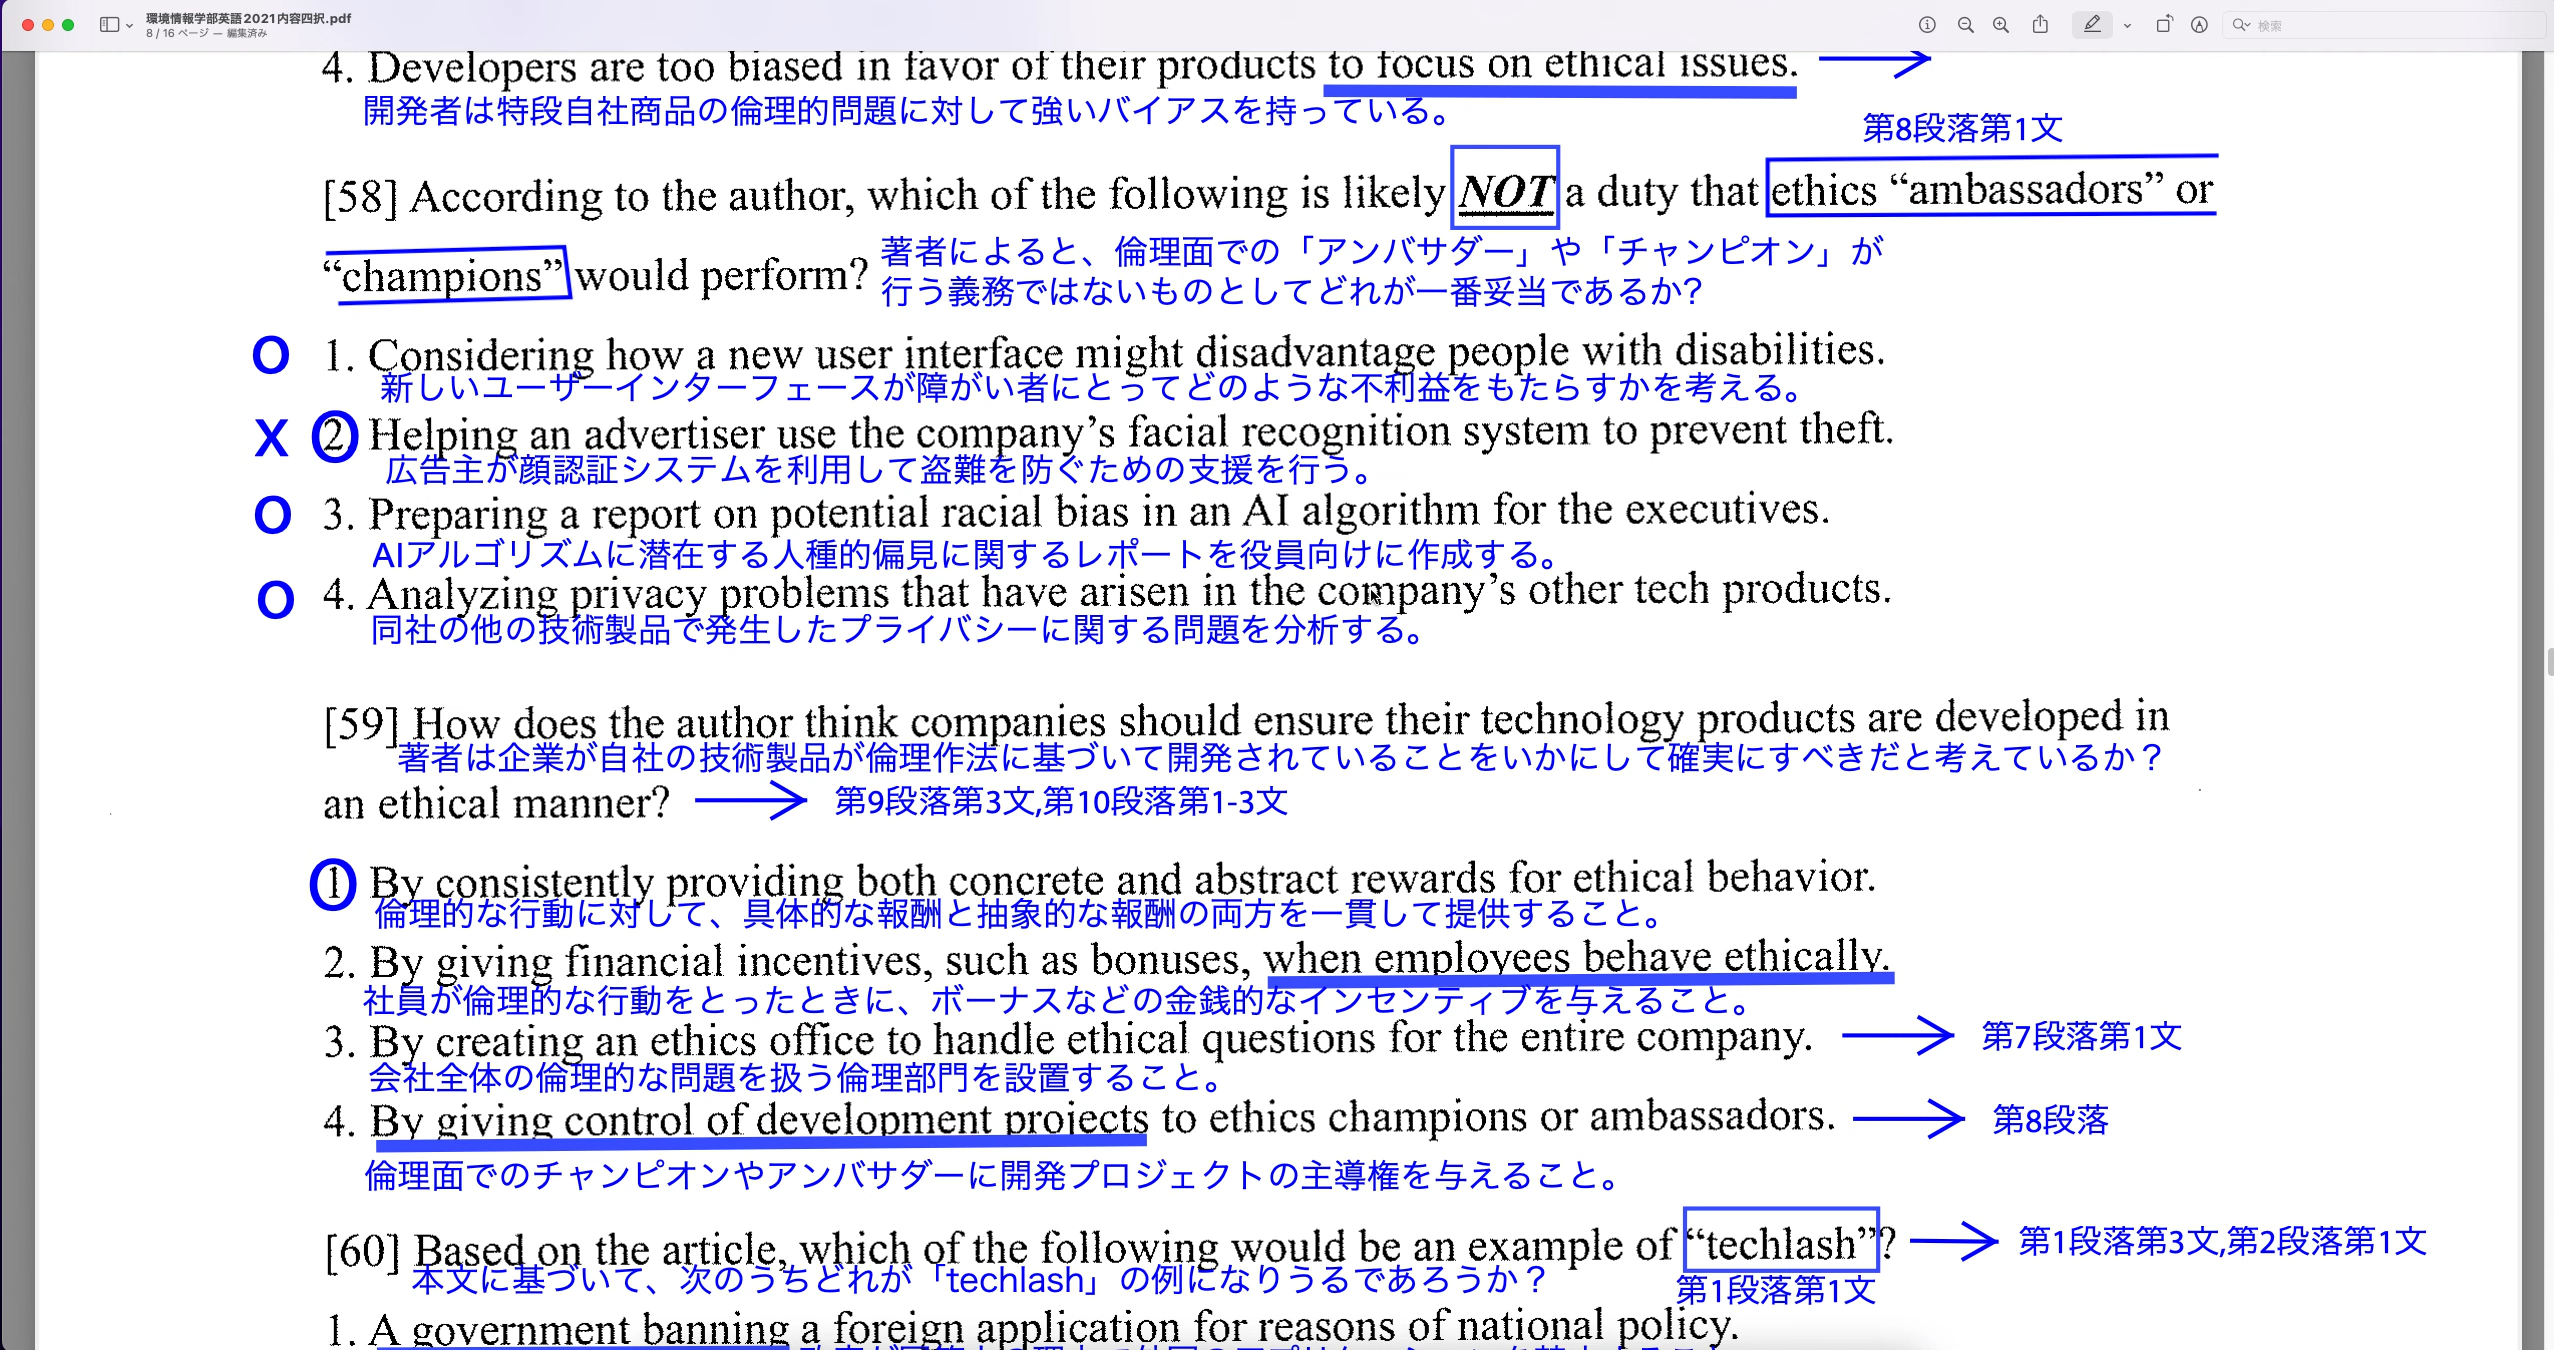 環境情報学部英語2021内容四択.pdf
8 / 16 ページ — 編集済み
検索
4. Developers are too biased in favor of their products to focus on ethical issues.
開発者は特段自社商品の倫理的問題に対して強いバイアスを持っている。
第8段落第1文
[58] According to the author, which of the following is likely NOT a duty that ethics “ambassadors” or
“champions” would perform?
著者によると、倫理面での「アンバサダー」や「チャンピオン」が
行う義務ではないものとしてどれが一番妥当であるか?
O 1. Considering how a new user interface might disadvantage people with disabilities.
新しいユーザーインターフェースが障がい者にとってどのような不利益をもたらすかを考える。
X 2. Helping an advertiser use the company’s facial recognition system to prevent theft.
広告主が顔認証システムを利用して盗難を防ぐための支援を行う。
O 3. Preparing a report on potential racial bias in an AI algorithm for the executives.
AIアルゴリズムに潜在する人種的偏見に関するレポートを役員向けに作成する。
O 4. Analyzing privacy problems that have arisen in the company’s other tech products.
同社の他の技術製品で発生したプライバシーに関する問題を分析する。
[59] How does the author think companies should ensure their technology products are developed in
著者は企業が自社の技術製品が倫理作法に基づいて開発されていることをいかにして確実にすべきだと考えているか？
an ethical manner? 第9段落第3文,第10段落第1-3文
1. By consistently providing both concrete and abstract rewards for ethical behavior.
倫理的な行動に対して、具体的な報酬と抽象的な報酬の両方を一貫して提供すること。
2. By giving financial incentives, such as bonuses, when employees behave ethically.
社員が倫理的な行動をとったときに、ボーナスなどの金銭的なインセンティブを与えること。
3. By creating an ethics office to handle ethical questions for the entire company. 第7段落第1文
会社全体の倫理的な問題を扱う倫理部門を設置すること。
4. By giving control of development projects to ethics champions or ambassadors. 第8段落
倫理面でのチャンピオンやアンバサダーに開発プロジェクトの主導権を与えること。
[60] Based on the article, which of the following would be an example of “techlash”? 第1段落第3文,第2段落第1文
本文に基づいて、次のうちどれが「techlash」の例になりうるであろうか？
第1段落第1文
1. A government banning a foreign application for reasons of national policy.